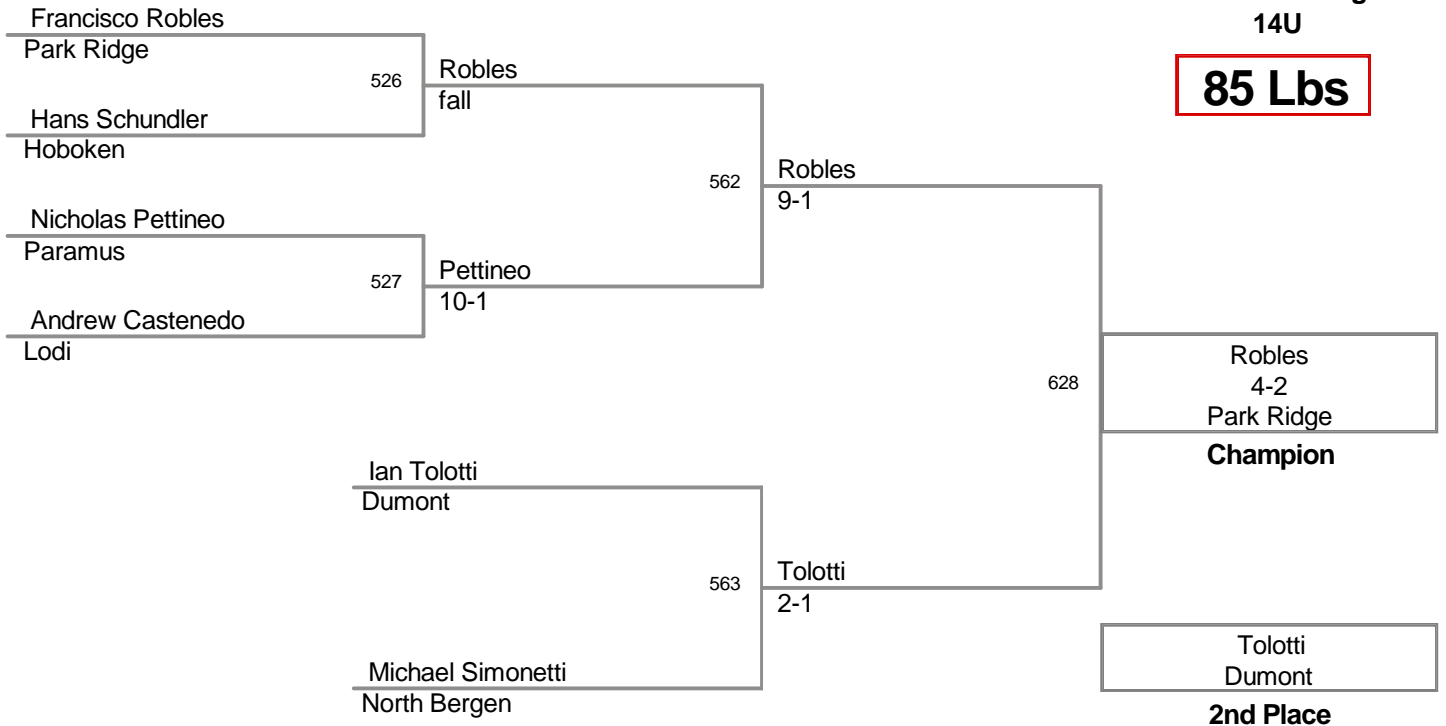 14U
85 Lbs
Francisco Robles
Park Ridge
526
Robles
fall
Hans Schundler
Hoboken
562
Robles
9-1
Nicholas Pettineo
Paramus
527
Pettineo
10-1
Andrew Castenedo
Lodi
628
Robles
4-2
Park Ridge
Champion
Ian Tolotti
Dumont
563
Tolotti
2-1
Michael Simonetti
North Bergen
Tolotti
Dumont
2nd Place